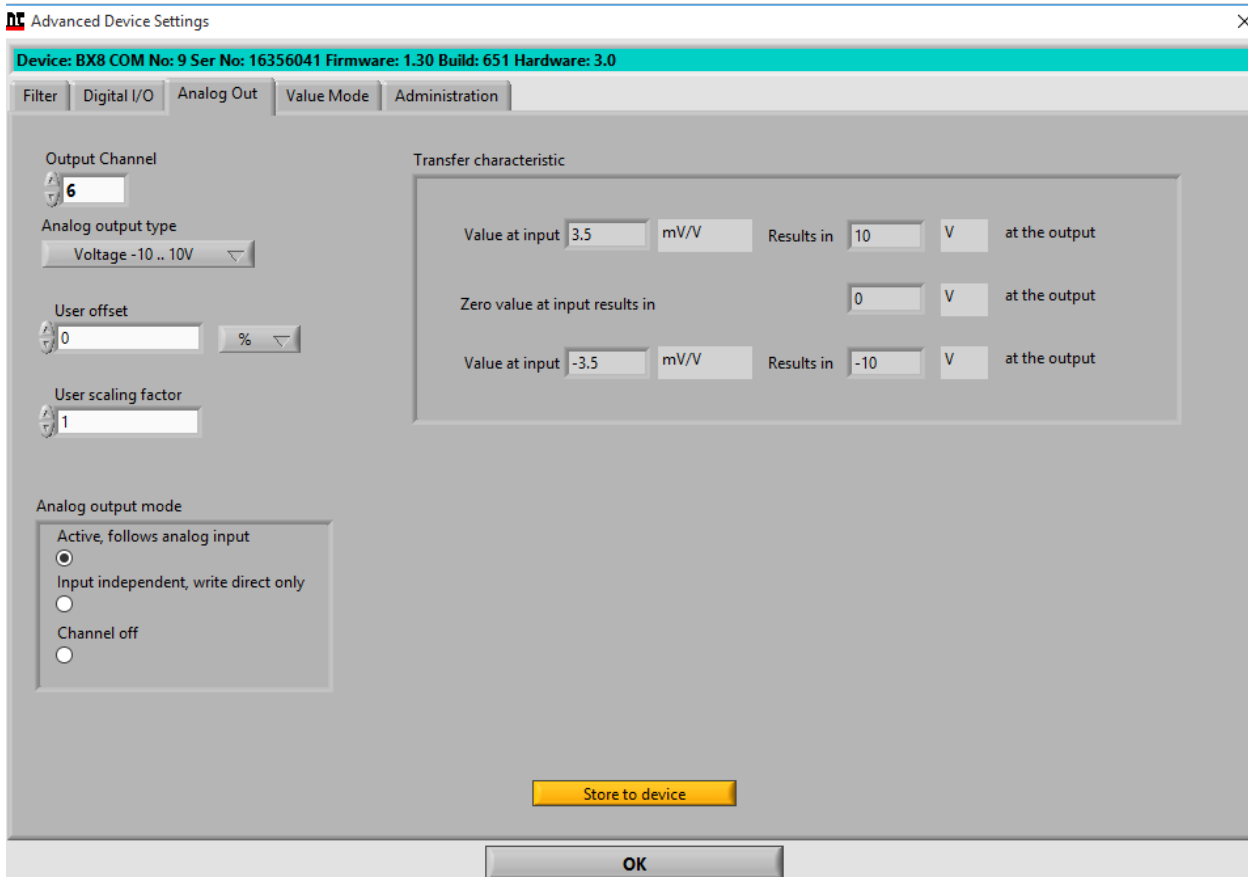 Advanced Device Settings
Device: BX8 COM No: 9 Ser No: 16356041 Firmware: 1.30 Build: 651 Hardware: 3.0
Filter Digital I/O Analog Out Value Mode Administration
Output Channel
6
Analog output type
Voltage -10 .. 10V
User offset
0 %
User scaling factor
1
Transfer characteristic
Value at input 3.5 mV/V Results in 10 V at the output
Zero value at input results in 0 V at the output
Value at input -3.5 mV/V Results in -10 V at the output
Analog output mode
Active, follows analog input
Input independent, write direct only
Channel off
Store to device
OK